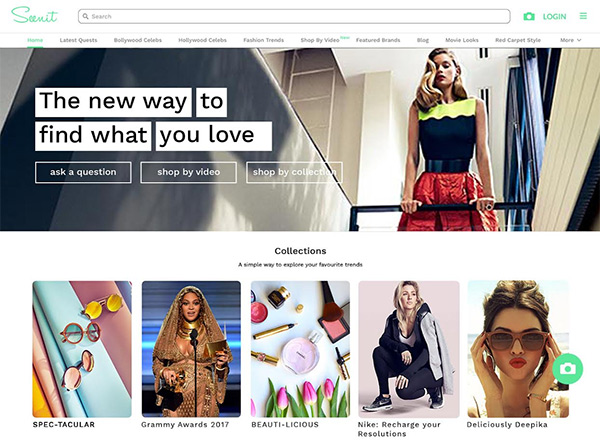 Seenit
Search
LOGIN
Home Latest Quests Bollywood Celebs Hollywood Celebs Fashion Trends Shop By Video New Featured Brands Blog Movie Looks Red Carpet Style More
The new way to
find what you love
ask a question shop by video shop by collection
Collections
A simple way to explore your favourite trends
SPEC-TACULAR Grammy Awards 2017 BEAUTI-LICIOUS Nike: Recharge your Deliciously Deepika
Resolutions